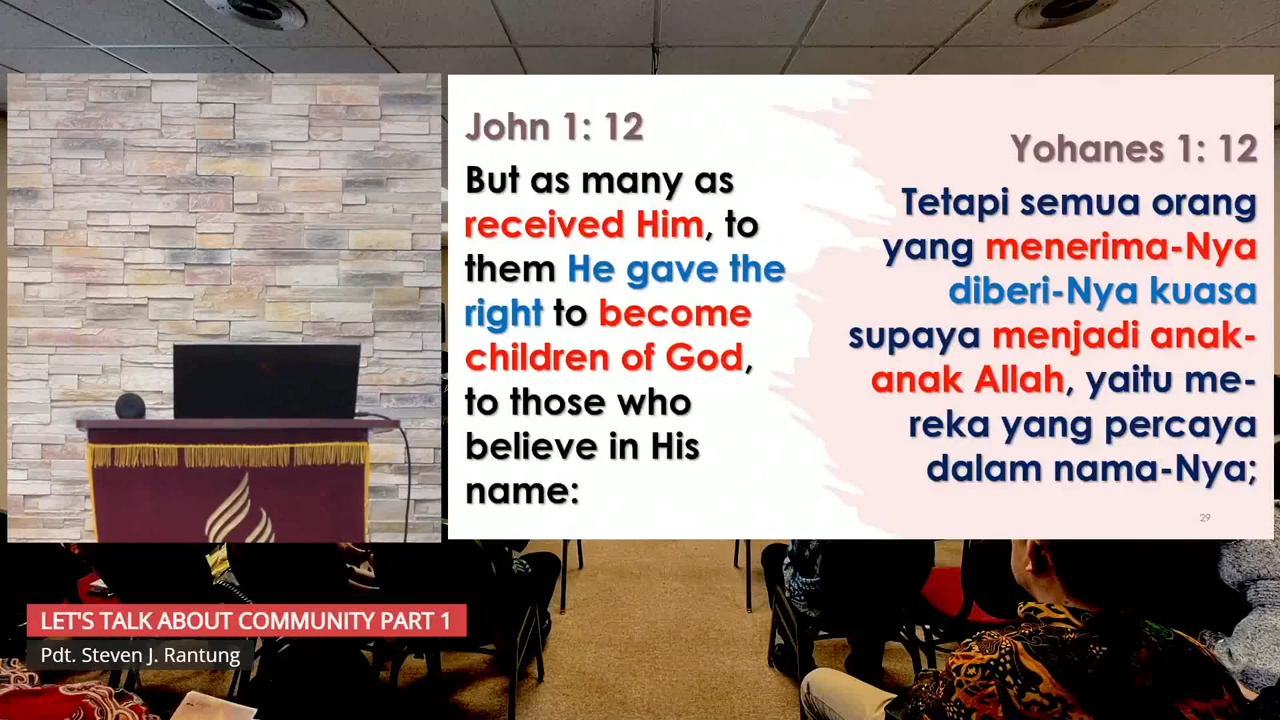 John 1: 12
But as many as
received Him, to
them He gave the
right to become
children of God,
to those who
believe in His
name:
Yohanes 1: 12
Tetapi semua orang
yang menerima-Nya
diberi-Nya kuasa
supaya menjadi anak-
anak Allah, yaitu me-
reka yang percaya
dalam nama-Nya;
29
LET'S TALK ABOUT COMMUNITY PART 1
Pdt. Steven J. Rantung